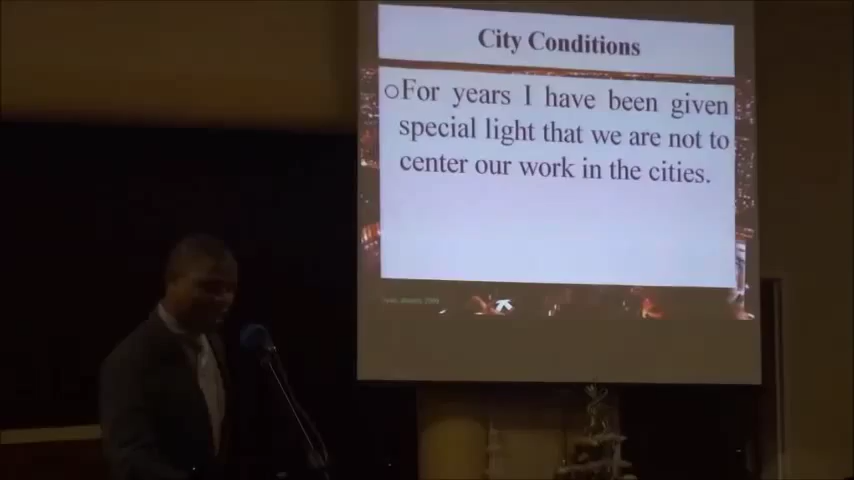 City Conditions
○For years I have been given
special light that we are not to
center our work in the cities.